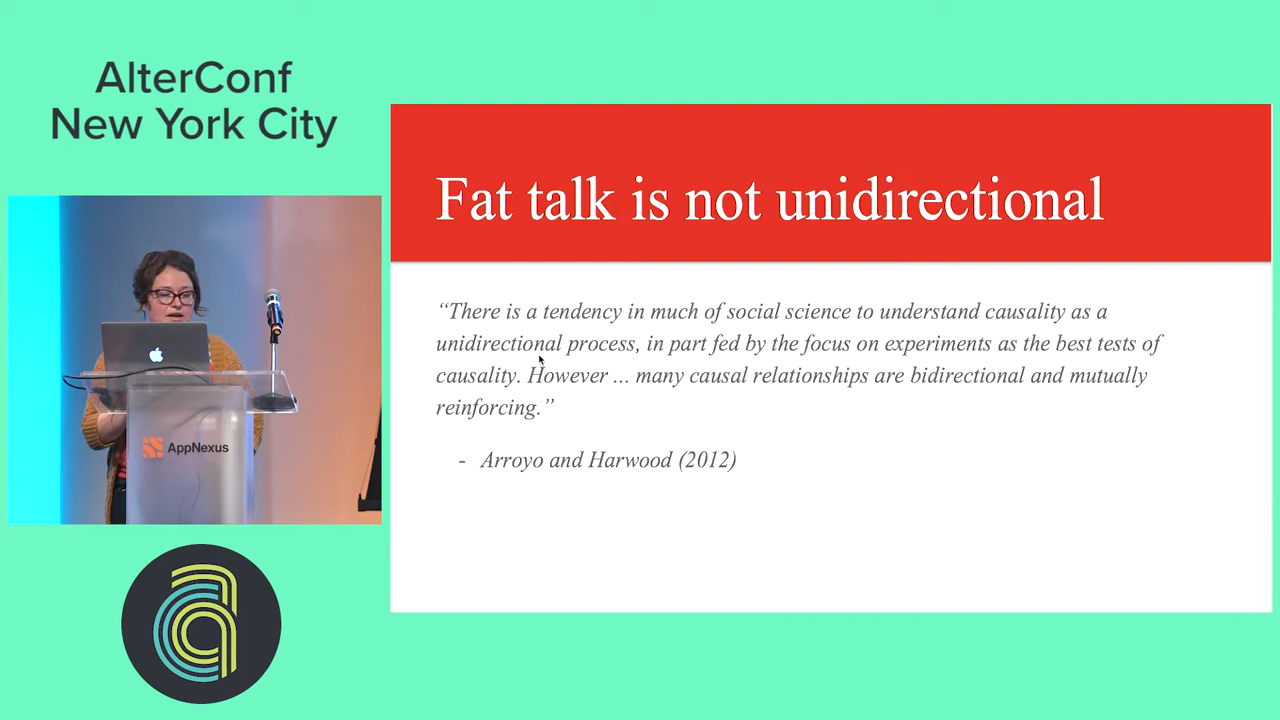 AlterConf
New York City
Fat talk is not unidirectional
“There is a tendency in much of social science to understand causality as a
unidirectional process, in part fed by the focus on experiments as the best tests of
causality. However ... many causal relationships are bidirectional and mutually
reinforcing.”
- Arroyo and Harwood (2012)
AppNexus